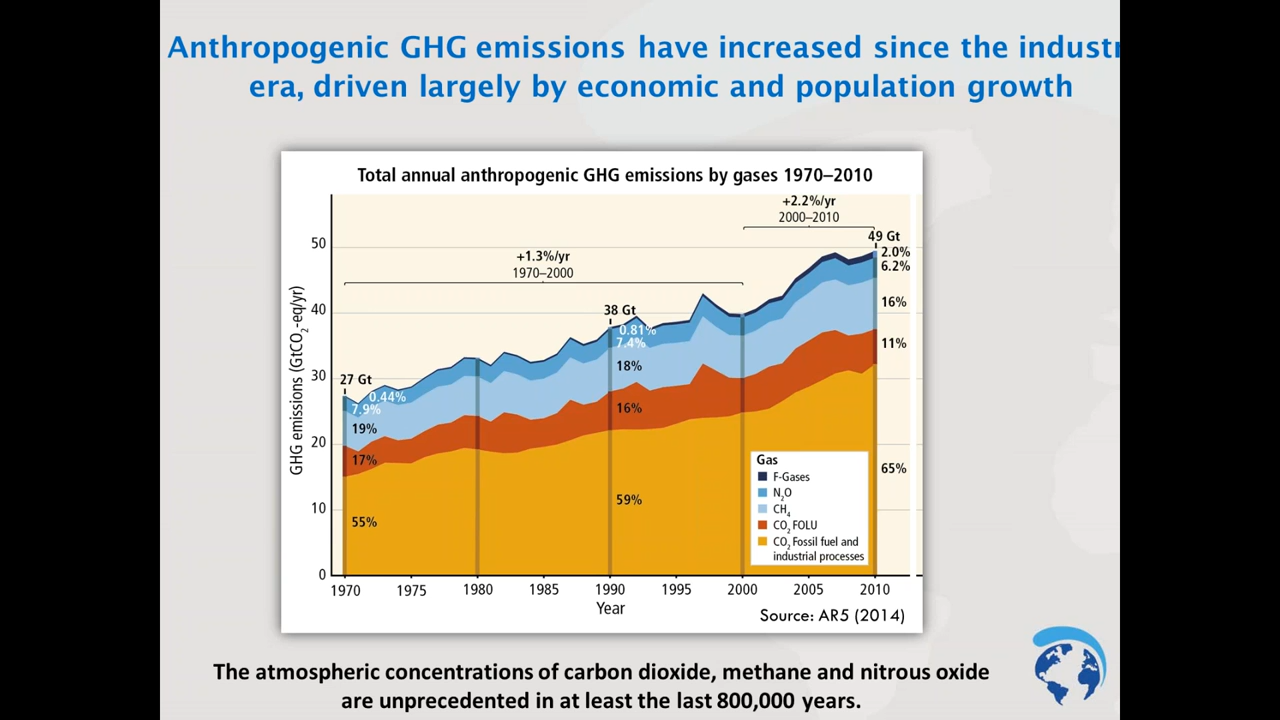 Anthropogenic GHG emissions have increased since the industr
era, driven largely by economic and population growth
Total annual anthropogenic GHG emissions by gases 1970–2010
+2.2%/yr
2000–2010
49 Gt
2.0%
6.2%
16%
11%
65%
+1.3%/yr
1970–2000
38 Gt
0.81%
7.4%
18%
16%
59%
27 Gt
0.44%
7.9%
19%
17%
55%
GHG emissions (GtCO2-eq/yr)
50
40
30
20
10
0
Gas
F-Gases
N2O
CH4
CO2 FOLU
CO2 Fossil fuel and
industrial processes
1970 1975 1980 1985 1990 1995 2000 2005 2010
Year
Source: AR5 (2014)
The atmospheric concentrations of carbon dioxide, methane and nitrous oxide
are unprecedented in at least the last 800,000 years.